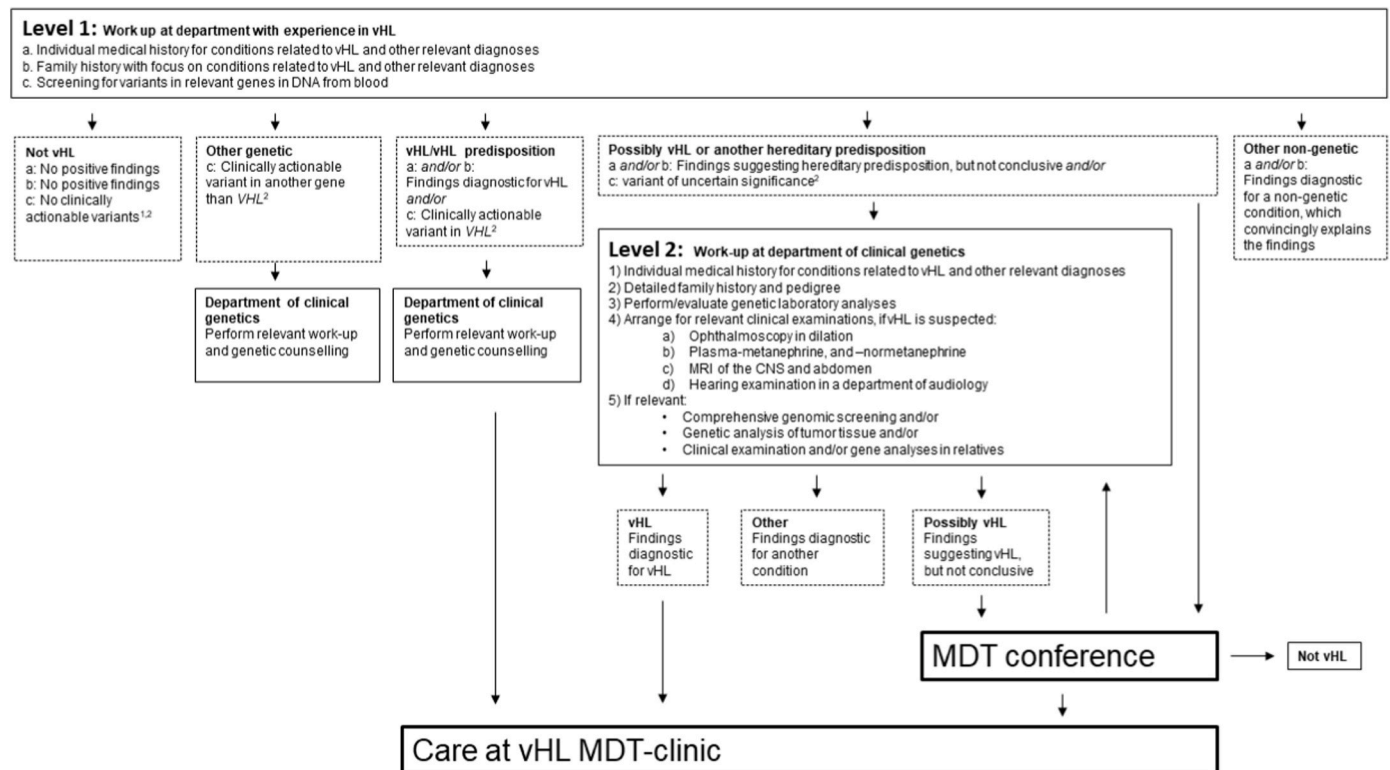 Level 1: Work up at department with experience in vHL
a. Individual medical history for conditions related to vHL and other relevant diagnoses
b. Family history with focus on conditions related to vHL and other relevant diagnoses
c. Screening for variants in relevant genes in DNA from blood
Not vHL
a: No positive findings
b: No positive findings
c: No clinically
actionable variants1,2
Other genetic
c: Clinically actionable
variant in another gene
than VHL2
vHL/vHL predisposition
a: and/or b:
Findings diagnostic for vHL
and/or
c: Clinically actionable
variant in VHL2
Possibly vHL or another hereditary predisposition
a and/or b: Findings suggesting hereditary predisposition, but not conclusive and/or
c: variant of uncertain significance2
Other non-genetic
a and/or b:
Findings diagnostic
for a non-genetic
condition, which
convincingly explains
the findings
Department of clinical
genetics
Perform relevant work-up
and genetic counselling
Department of clinical
genetics
Perform relevant work-up
and genetic counselling
Level 2: Work-up at department of clinical genetics
1) Individual medical history for conditions related to vHL and other relevant diagnoses
2) Detailed family history and pedigree
3) Perform/evaluate genetic laboratory analyses
4) Arrange for relevant clinical examinations, if vHL is suspected:
a) Ophthalmoscopy in dilation
b) Plasma-metanephrine, and –normetanephrine
c) MRI of the CNS and abdomen
d) Hearing examination in a department of audiology
5) If relevant:
• Comprehensive genomic screening and/or
• Genetic analysis of tumor tissue and/or
• Clinical examination and/or gene analyses in relatives
vHL
Findings
diagnostic
for vHL
Other
Findings diagnostic
for another
condition
Possibly vHL
Findings
suggesting vHL,
but not conclusive
MDT conference
Not vHL
Care at vHL MDT-clinic